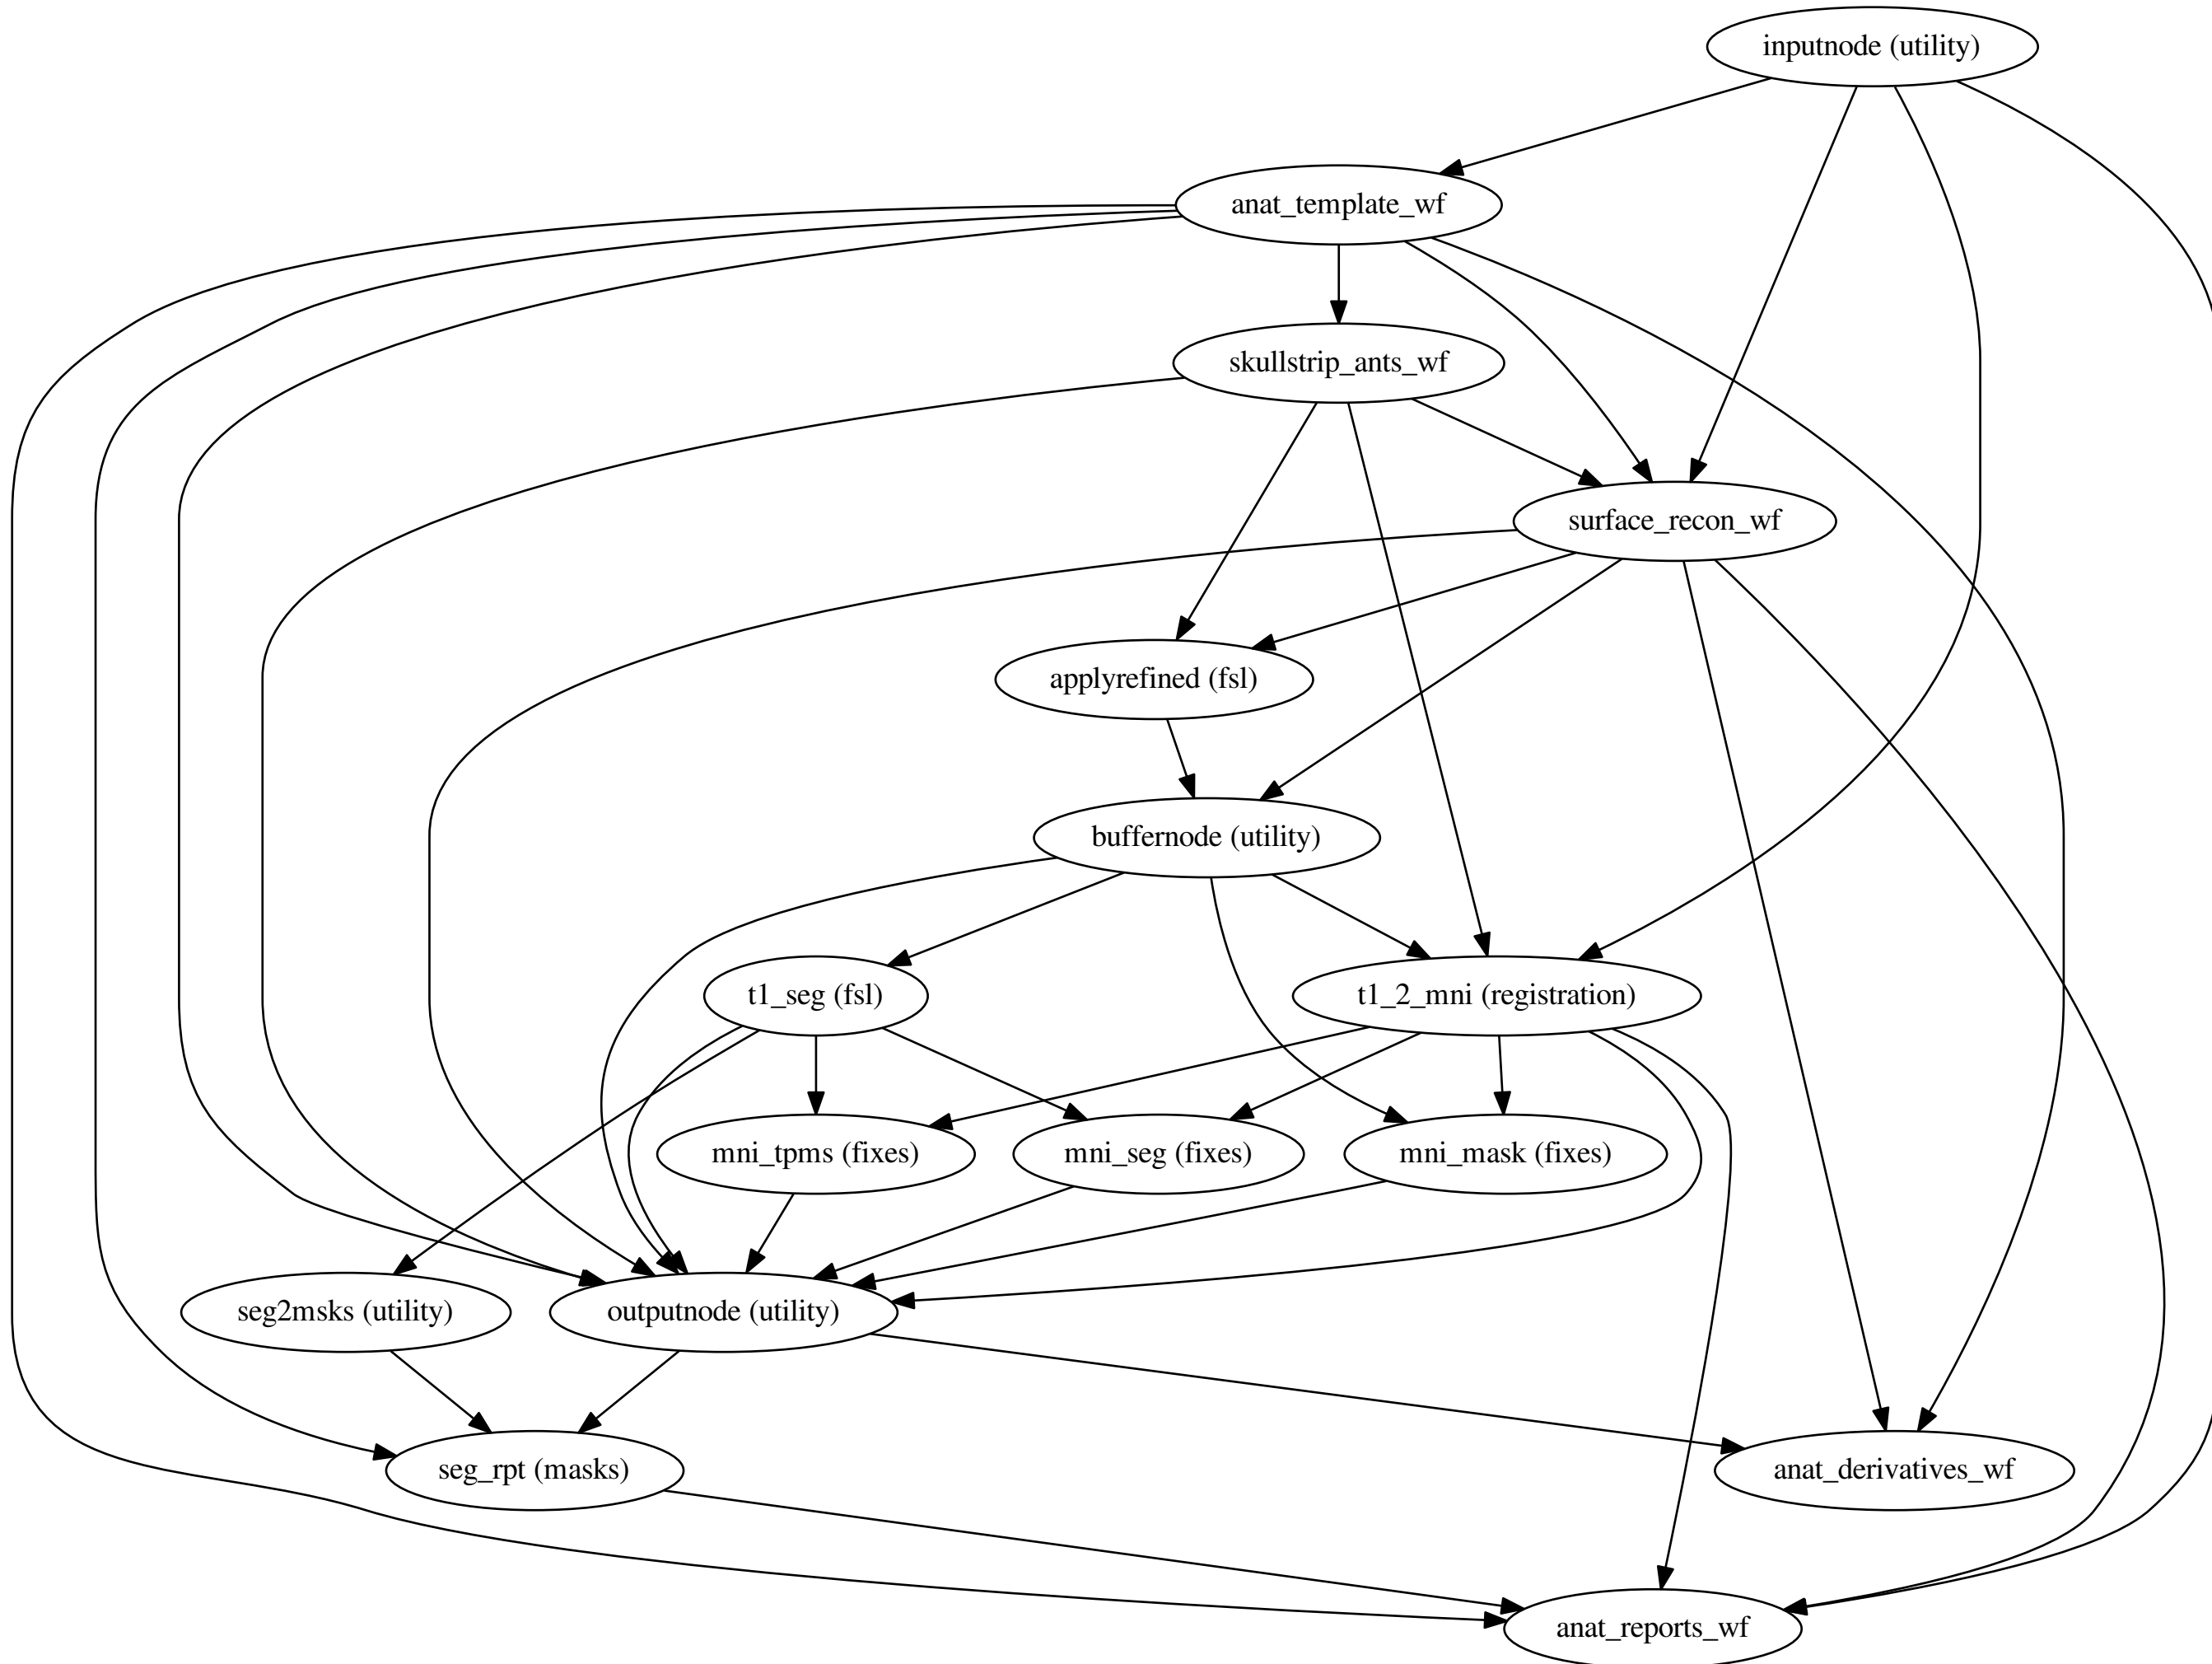 inputnode (utility)
anat_template_wf
skullstrip_ants_wf
surface_recon_wf
applyrefined (fsl)
buffernode (utility)
t1_seg (fsl)
t1_2_mni (registration)
mni_tpms (fixes)
mni_seg (fixes)
mni_mask (fixes)
seg2msks (utility)
outputnode (utility)
seg_rpt (masks)
anat_derivatives_wf
anat_reports_wf